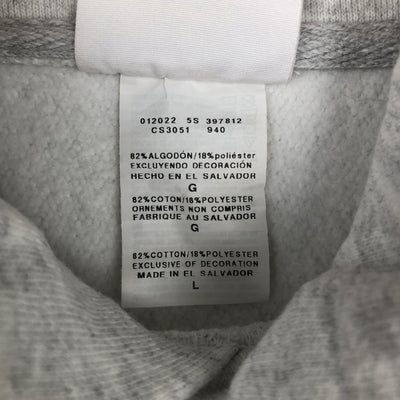 012022 5S 397812
CS3051 940
82%ALGODÓN/18%poliéster
EXCLUYENDO DECORACIÓN
HECHO EN EL SALVADOR
G
82%COTON/18%POLYESTER
ORNEMENTS NON COMPRIS
FABRIQUE AU SALVADOR
G
82%COTTON/18%POLYESTER
EXCLUSIVE OF DECORATION
MADE IN EL SALVADOR
L